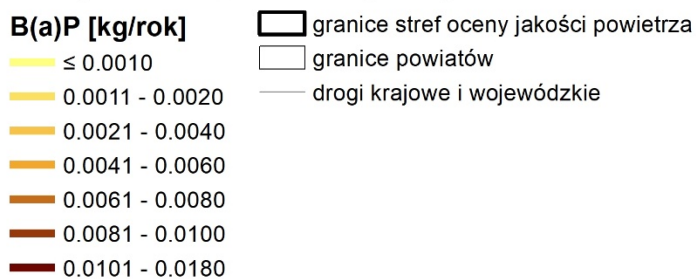 B(a)P [kg/rok]
≤ 0.0010
0.0011 - 0.0020
0.0021 - 0.0040
0.0041 - 0.0060
0.0061 - 0.0080
0.0081 - 0.0100
0.0101 - 0.0180
granice stref oceny jakości powietrza
granice powiatów
drogi krajowe i wojewódzkie